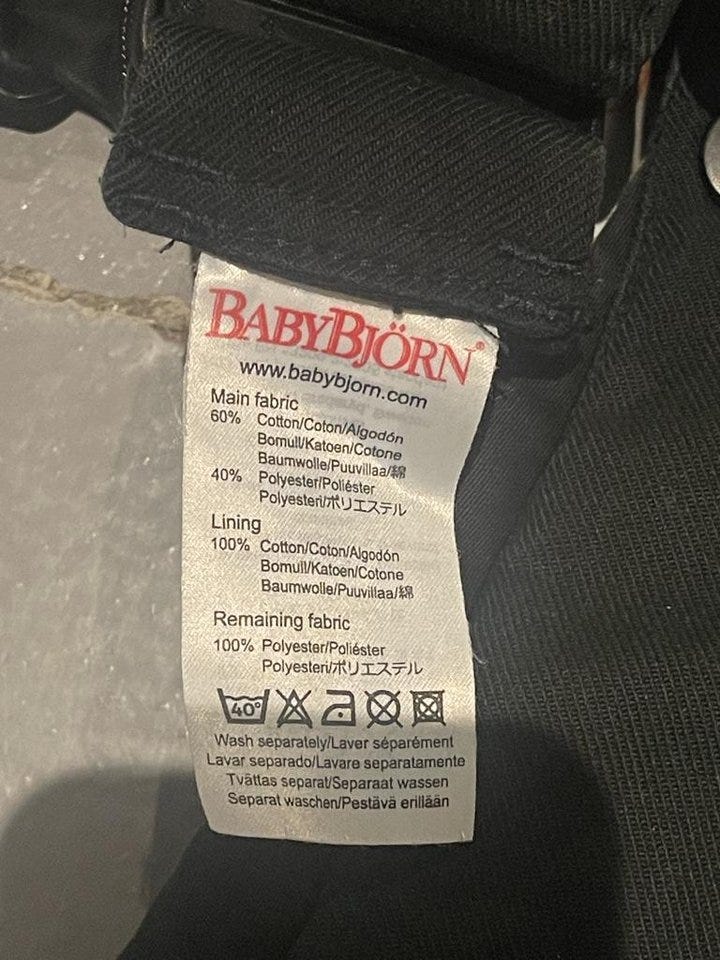 BABYBJÖRN®
www.babybjorn.com
Main fabric
60% Cotton/Coton/Algodón
Bomull/Katoen/Cotone
Baumwolle/Puuvillaa/綿
40% Polyester/Poliéster
Polyesteri/ポリエステル
Lining
100% Cotton/Coton/Algodón
Bomull/Katoen/Cotone
Baumwolle/Puuvillaa/綿
Remaining fabric
100% Polyester/Poliéster
Polyesteri/ポリエステル
40°
Wash separately/Laver séparément
Lavar separado/Lavare separatamente
Tvättas separat/Separaat wassen
Separat waschen/Pestävä erillään